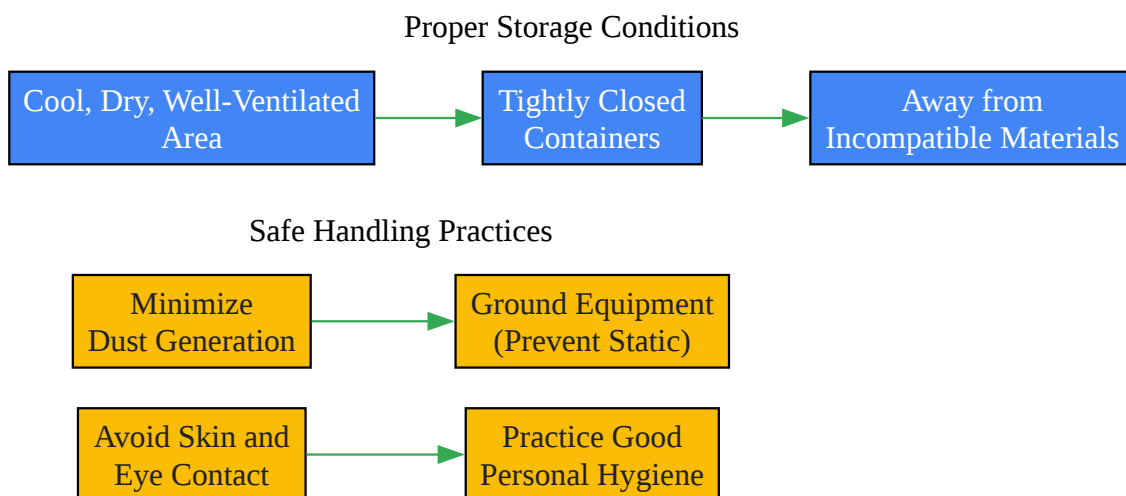 Proper Storage Conditions
Cool, Dry, Well-Ventilated
Area
Tightly Closed
Containers
Away from
Incompatible Materials
Safe Handling Practices
Minimize
Dust Generation
Ground Equipment
(Prevent Static)
Avoid Skin and
Eye Contact
Practice Good
Personal Hygiene